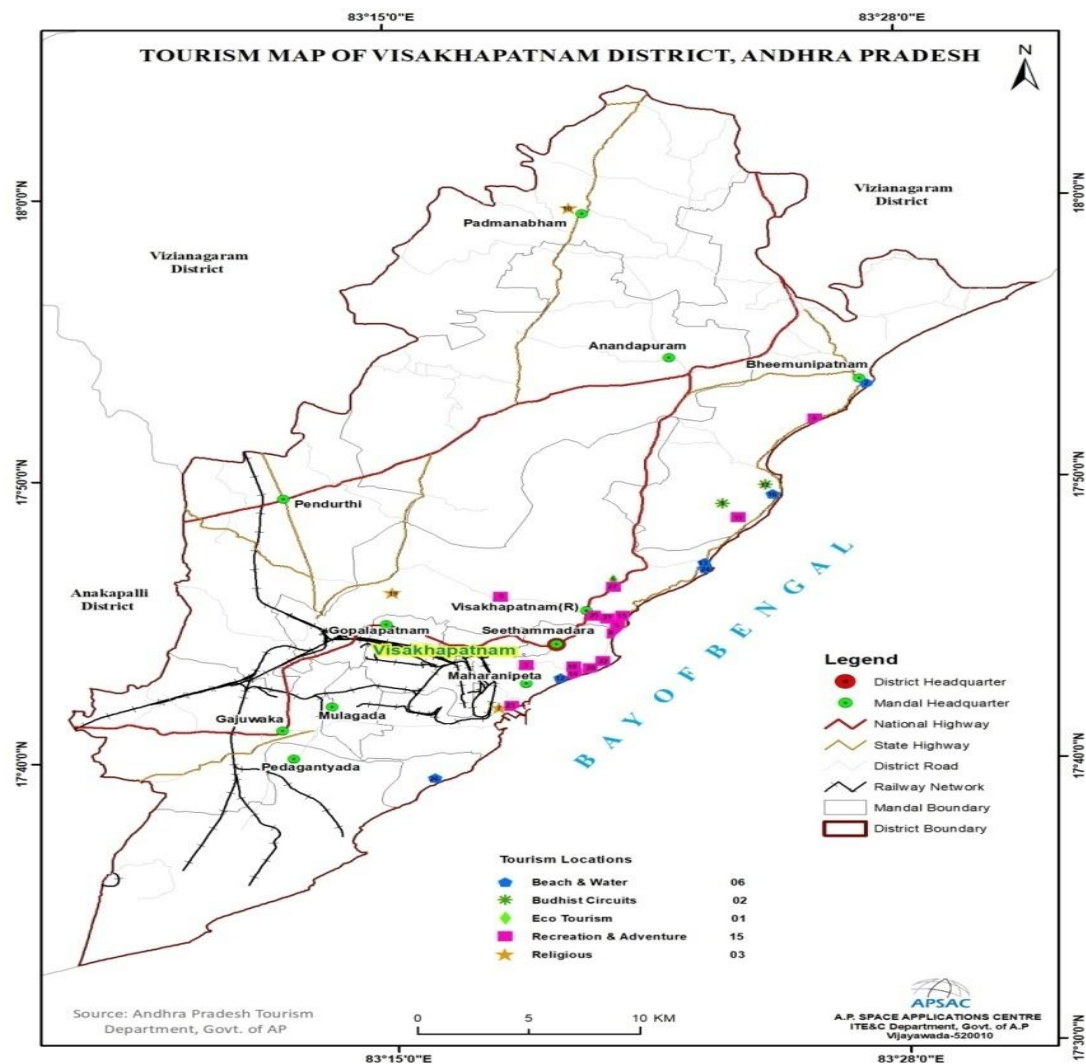 83°15'0"E
83°28'0"E
TOURISM MAP OF VISAKHAPATNAM DISTRICT, ANDHRA PRADESH
N
18°0'0"N
18°0'0"N
Vizianagaram
District
Padmanabham
Vizianagaram
District
Anandapuram
Bheemunipatnam
17°50'0"N
17°50'0"N
Pendurthi
Anakapalli
District
Visakhapatnam(R)
Gopalapatnam
Seethammadara
Visakhapatnam
Maharanipeta
Gajuwaka
Mulagada
Pedagantyada
BAY OF BENGAL
17°40'0"N
17°40'0"N
Legend
District Headquarter
Mandal Headquarter
National Highway
State Highway
District Road
Railway Network
Mandal Boundary
District Boundary
Tourism Locations
Beach & Water 06
Budhist Circuits 02
Eco Tourism 01
Recreation & Adventure 15
Religious 03
Source: Andhra Pradesh Tourism
Department, Govt. of AP
0 5 10 KM
APSAC
A.P. SPACE APPLICATIONS CENTRE
ITE&C Department, Govt. of A.P
Vijayawada-520010
17°30'0"N
83°15'0"E
83°28'0"E